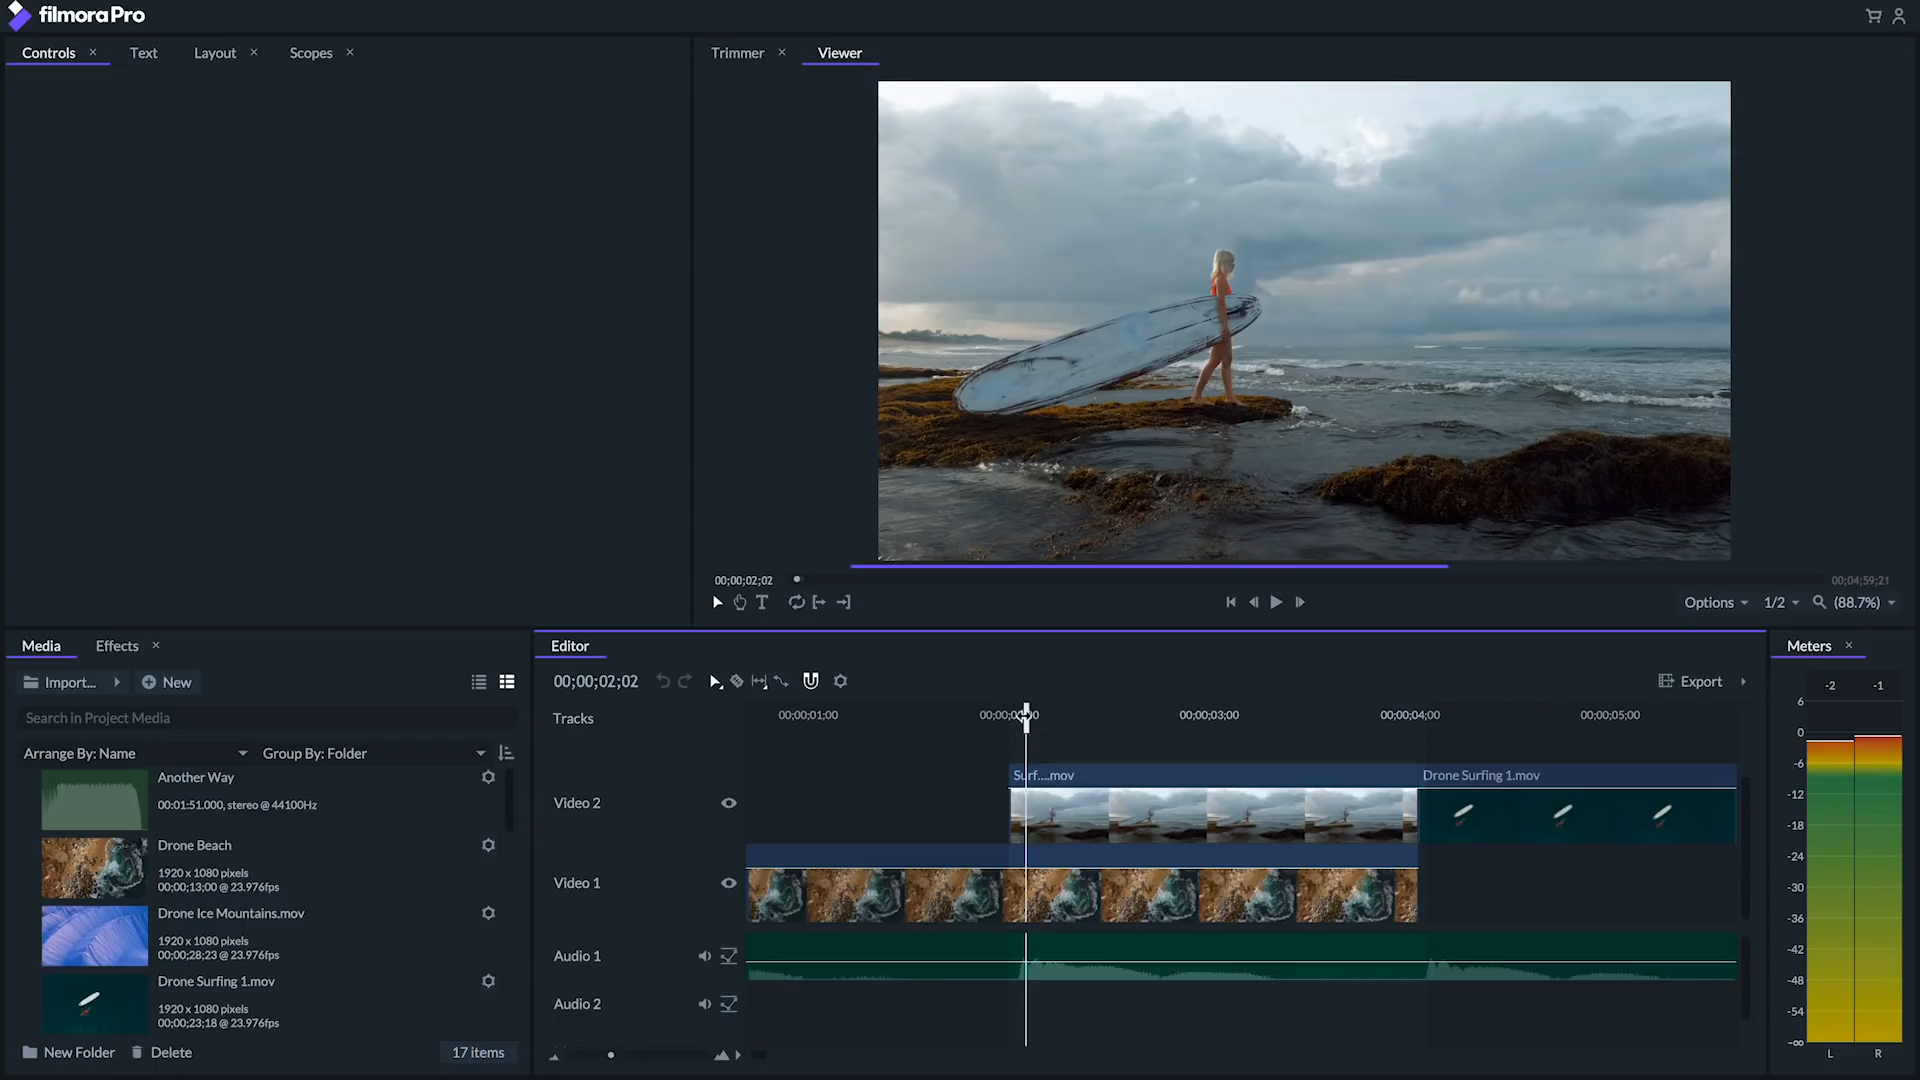 filmoraPro
Controls × Text Layout × Scopes ×
Trimmer × Viewer
00;00;02;02
00;04;59;21
Options 1/2 (88.7%)
Media Effects ×
Import... New
Search in Project Media
Arrange By: Name Group By: Folder
Another Way
00:01:51.000, stereo @ 44100Hz
Drone Beach
1920 x 1080 pixels
00;00;13;00 @ 23.976fps
Drone Ice Mountains.mov
1920 x 1080 pixels
00;00;28;23 @ 23.976fps
Drone Surfing 1.mov
1920 x 1080 pixels
00;00;23;18 @ 23.976fps
New Folder Delete 17 items
Editor
00;00;02;02
Export
Tracks
00;00;01;00 00;00;03;00 00;00;04;00 00;00;05;00
Surf....mov Drone Surfing 1.mov
Video 2
Video 1
Audio 1
Audio 2
Meters ×
-2 -1
6
0
-6
-12
-18
-24
-30
-36
-42
-48
-54
-∞
L R